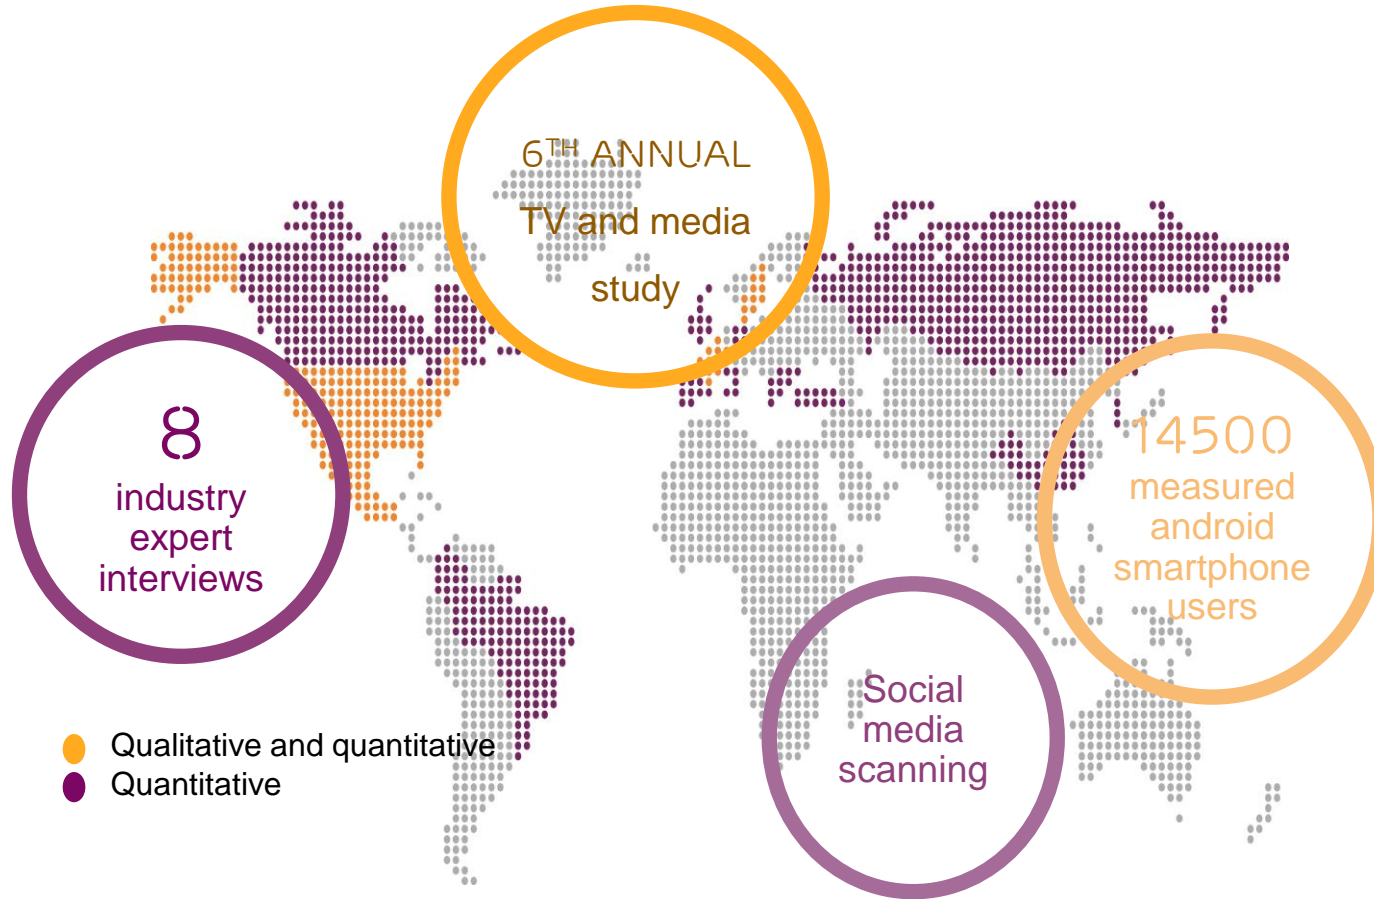 6TH ANNUAL
TV and media
study
8
industry
expert
interviews
14500
measured
android
smartphone
users
Social
media
scanning
Qualitative and quantitative
Quantitative